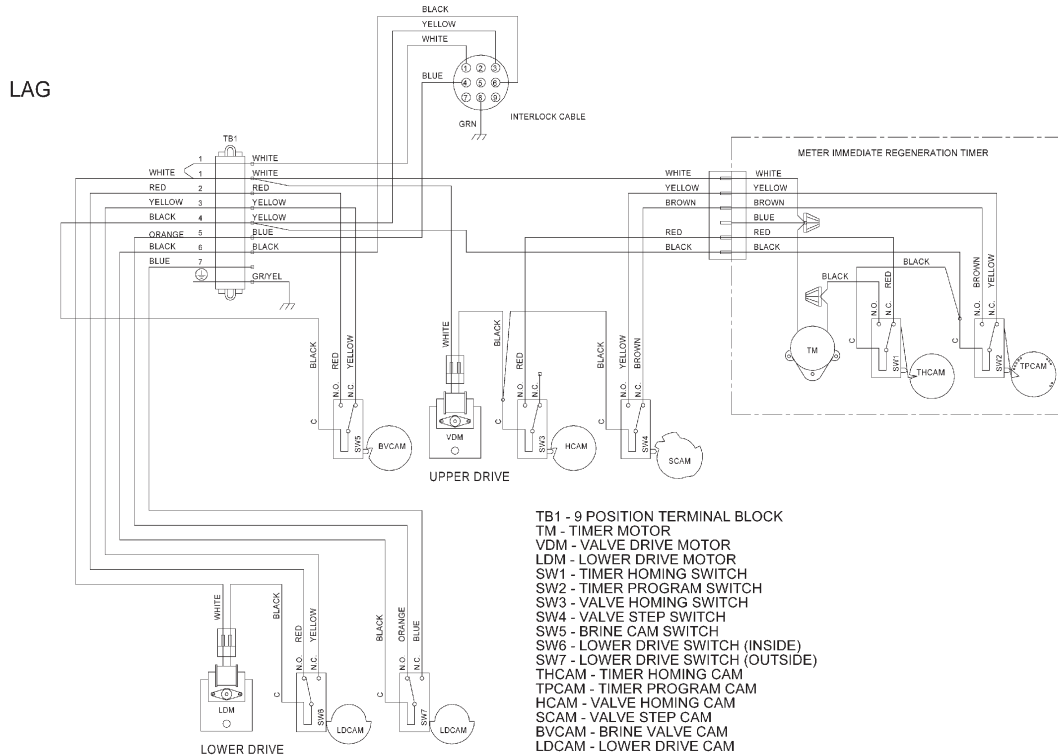 LAG
BLACK
YELLOW
WHITE
BLUE
1 2 3
4 5 6
7 8 9
GRN
INTERLOCK CABLE
TB1
1 WHITE
WHITE 1 WHITE
RED 2 RED
YELLOW 3 YELLOW
BLACK 4 YELLOW
ORANGE 5 BLUE
BLACK 6 BLACK
BLUE 7
GR/YEL
METER IMMEDIATE REGENERATION TIMER
WHITE WHITE
YELLOW YELLOW
BROWN BROWN
BLUE
RED RED
BLACK BLACK
BLACK
BLACK
RED
BROWN
YELLOW
N.O.
N.C.
N.O.
N.C.
C
C
TM
SW1
THCAM
SW2
TPCAM
BLACK
RED
YELLOW
WHITE
BLACK
RED
BLACK
YELLOW
BROWN
N.O.
N.C.
N.O.
N.C.
N.O.
N.C.
C
C
C
SW5
BVCAM
VDM
SW3
HCAM
SW4
SCAM
UPPER DRIVE
WHITE
BLACK
RED
YELLOW
BLACK
ORANGE
BLUE
N.O.
N.C.
N.O.
N.C.
C
C
LDM
SW6
LDCAM
SW7
LDCAM
LOWER DRIVE
TB1 - 9 POSITION TERMINAL BLOCK
TM - TIMER MOTOR
VDM - VALVE DRIVE MOTOR
LDM - LOWER DRIVE MOTOR
SW1 - TIMER HOMING SWITCH
SW2 - TIMER PROGRAM SWITCH
SW3 - VALVE HOMING SWITCH
SW4 - VALVE STEP SWITCH
SW5 - BRINE CAM SWITCH
SW6 - LOWER DRIVE SWITCH (INSIDE)
SW7 - LOWER DRIVE SWITCH (OUTSIDE)
THCAM - TIMER HOMING CAM
TPCAM - TIMER PROGRAM CAM
HCAM - VALVE HOMING CAM
SCAM - VALVE STEP CAM
BVCAM - BRINE VALVE CAM
LDCAM - LOWER DRIVE CAM